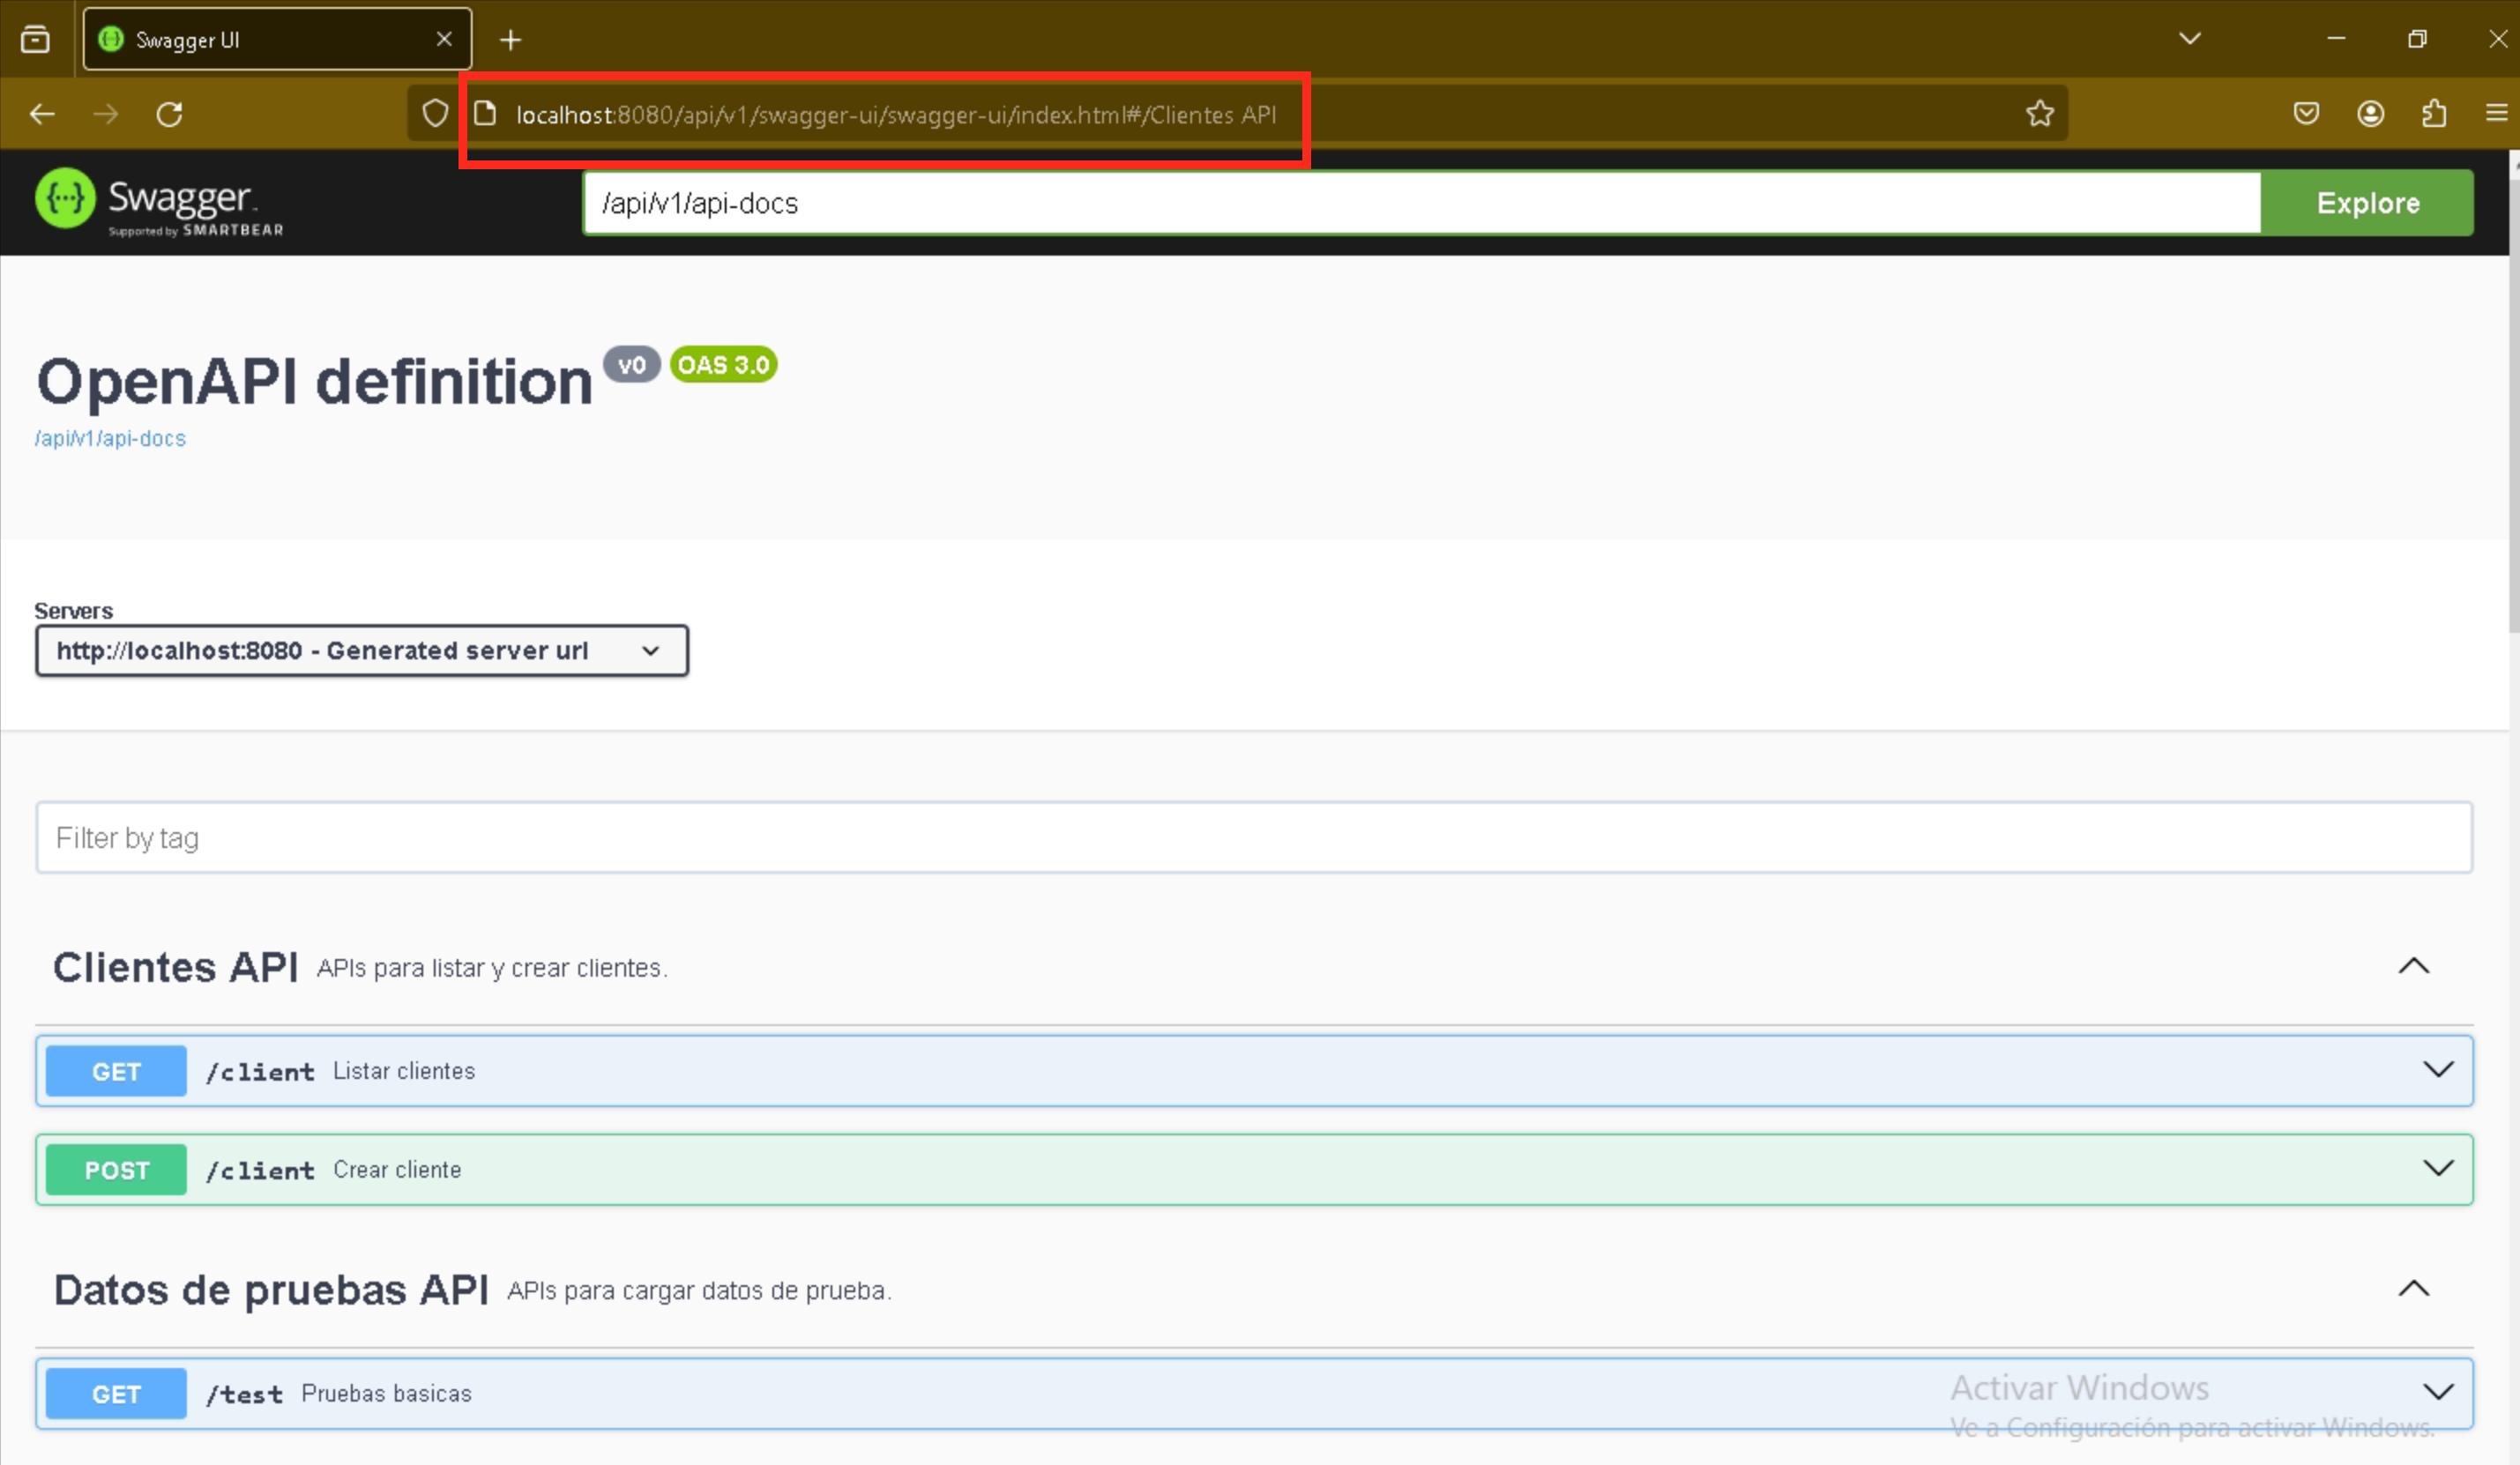 Swagger UI
localhost:8080/api/v1/swagger-ui/swagger-ui/index.html#/Clientes API
Swagger
Supported by SMARTBEAR
/api/v1/api-docs
Explore
OpenAPI definition v0 OAS 3.0
/api/v1/api-docs
Servers
http://localhost:8080 - Generated server url
Filter by tag
Clientes API APIs para listar y crear clientes.
GET /client Listar clientes
POST /client Crear cliente
Datos de pruebas API APIs para cargar datos de prueba.
GET /test Pruebas basicas
Activar Windows
Ve a Configuración para activar Windows.